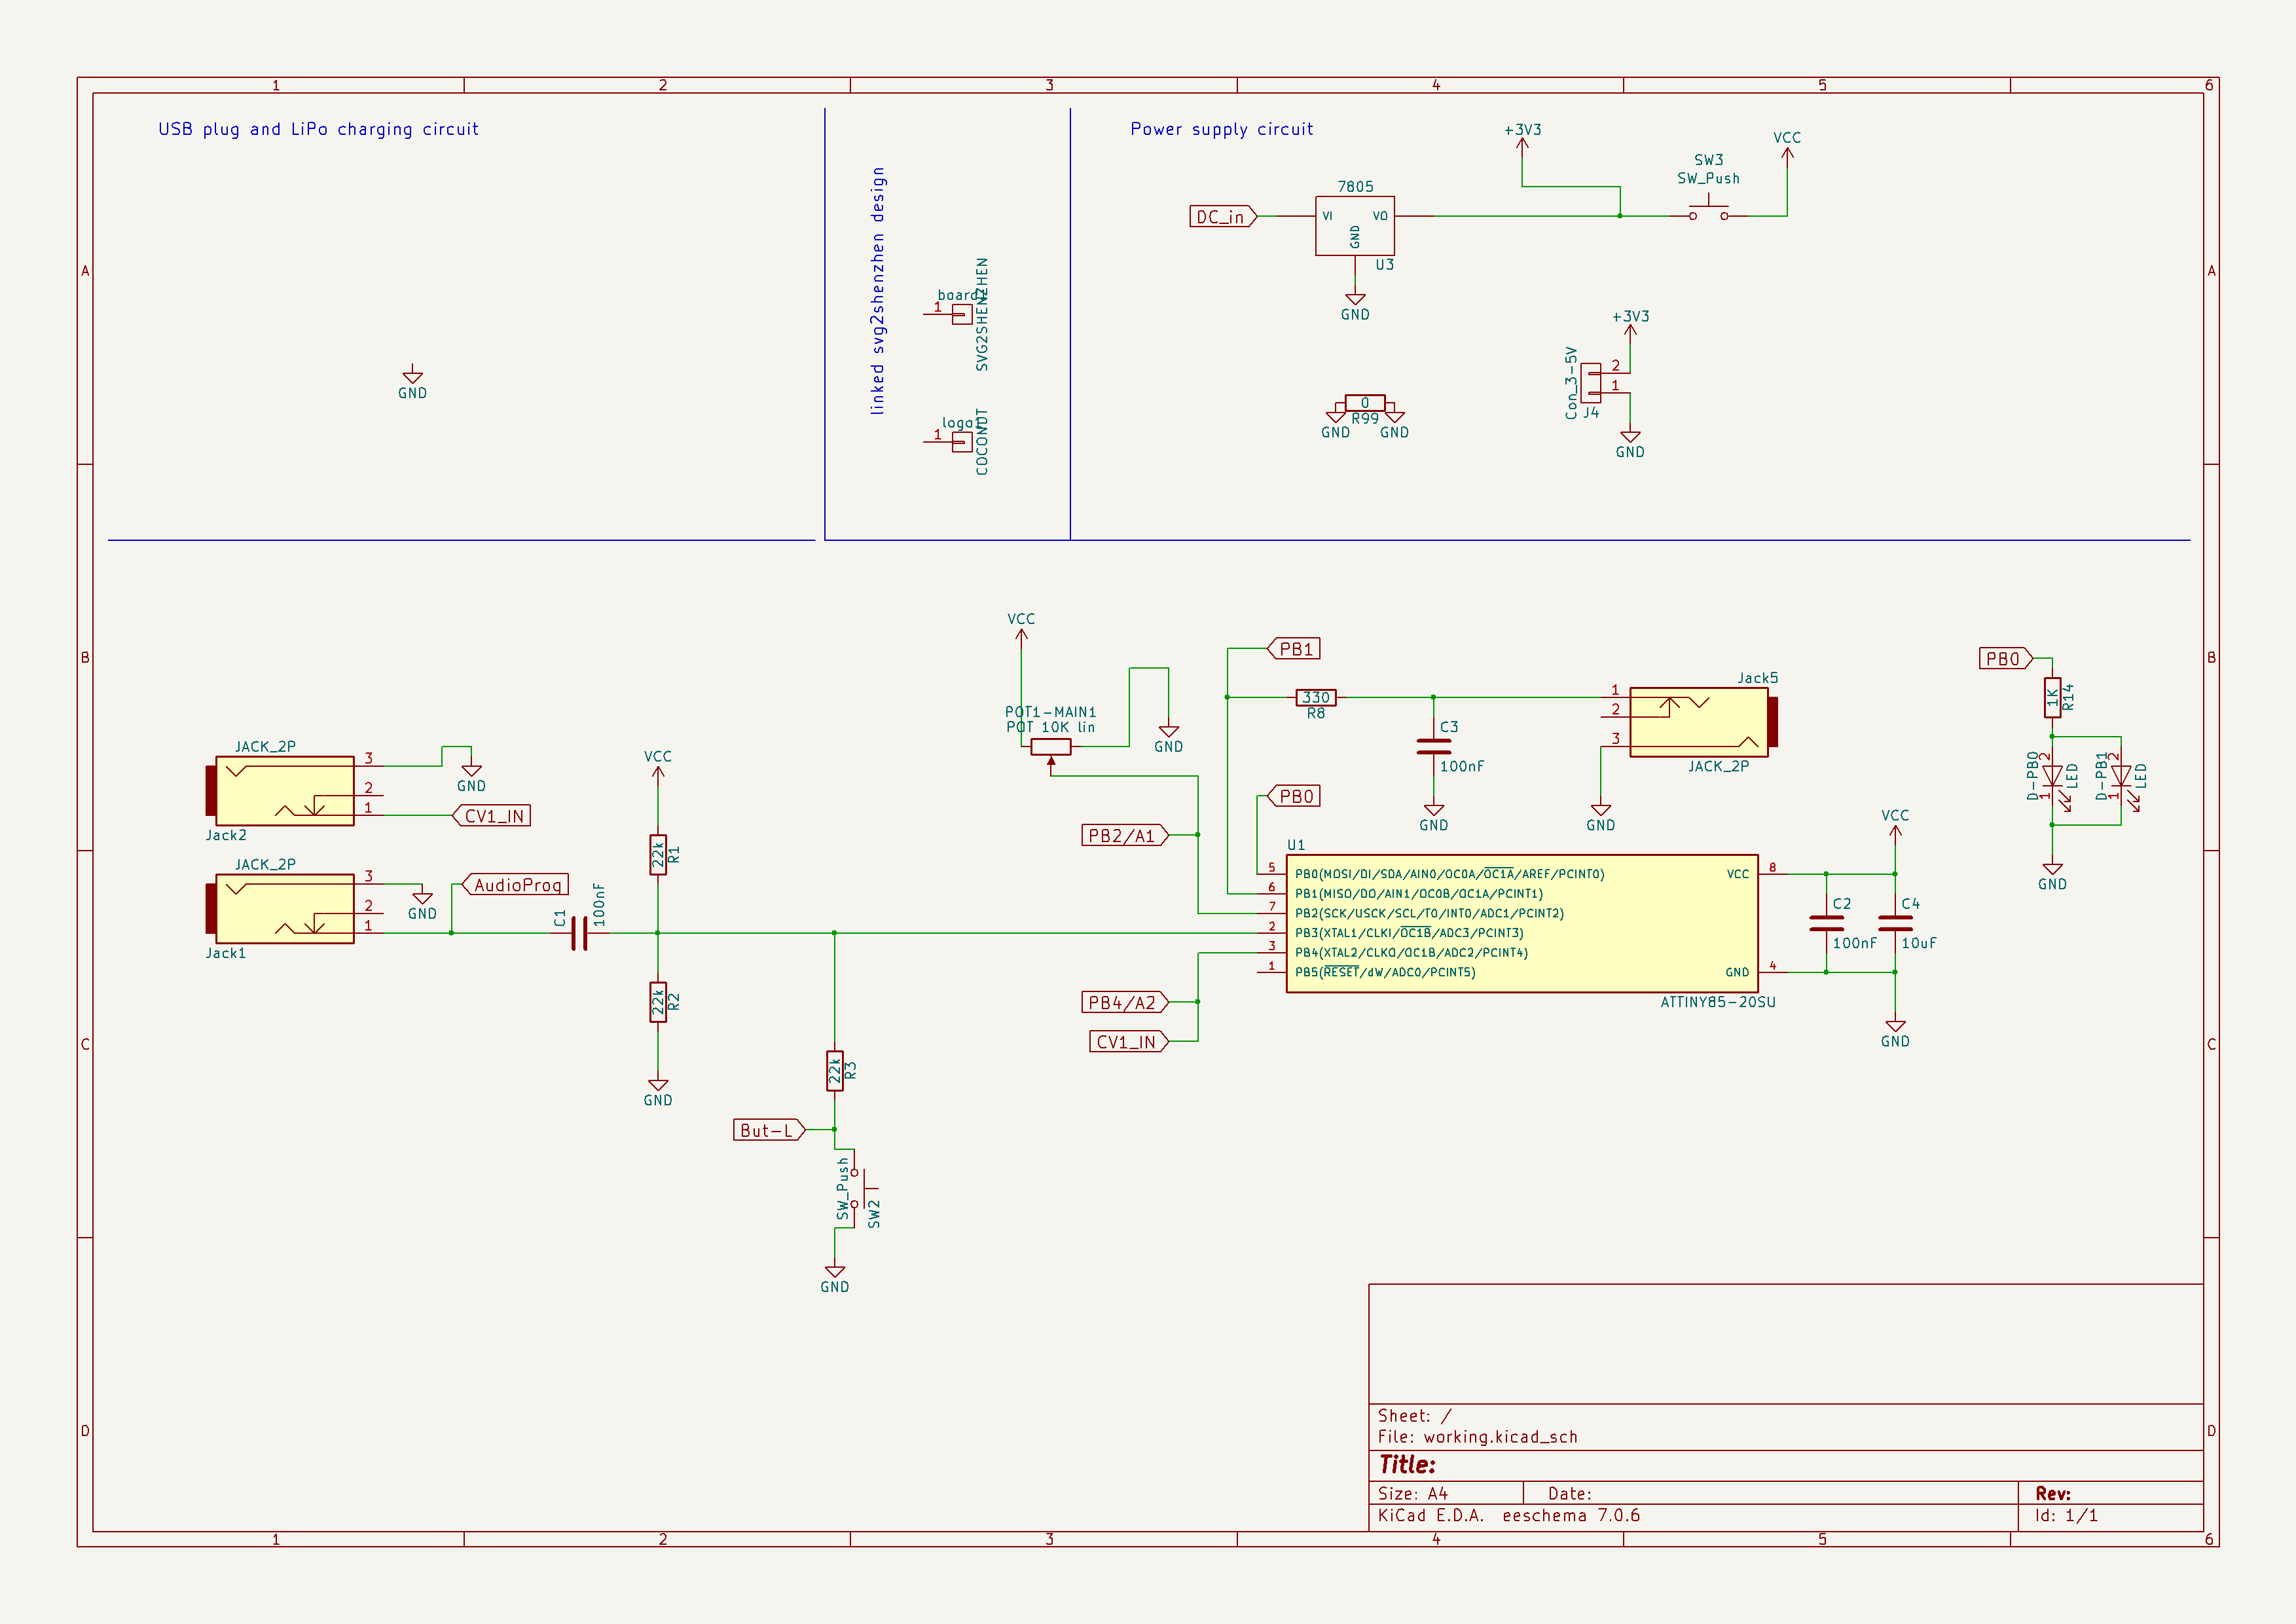 1 2 3 4 5 6
USB plug and LiPo charging circuit
GND
linked svg2shenzhen design
board1
1
SVG2SHENZHEN
logo1
1
COCONUT
Power supply circuit
+3V3
VCC
SW3
SW_Push
7805
DC_in
VI
VO
GND
U3
GND
+3V3
Con_3-5V
2
1
J4
GND
0
R99
GND
GND
A
A
B
B
C
C
D
D
JACK_2P
3
2
1
GND
CV1_IN
Jack2
JACK_2P
3
2
1
GND
AudioProg
Jack1
C1
100nF
VCC
22k
R1
22k
R2
GND
22k
R3
But-L
SW_Push
SW2
GND
VCC
POT1-MAIN1
POT 10K lin
GND
PB1
330
R8
C3
100nF
GND
Jack5
1
2
3
JACK_2P
GND
PB0
PB2/A1
PB4/A2
CV1_IN
U1
5 PB0(MOSI/DI/SDA/AIN0/OC0A/OC1A/AREF/PCINT0)
6 PB1(MISO/DO/AIN1/OC0B/OC1A/PCINT1)
7 PB2(SCK/USCK/SCL/T0/INT0/ADC1/PCINT2)
2 PB3(XTAL1/CLKI/OC1B/ADC3/PCINT3)
3 PB4(XTAL2/CLKO/OC1B/ADC2/PCINT4)
1 PB5(RESET/dW/ADC0/PCINT5)
VCC 8
GND 4
ATTINY85-20SU
VCC
C2
100nF
C4
10uF
GND
PB0
1K
R14
D-PB0
2
1
LED
D-PB1
2
1
LED
GND
Sheet: /
File: working.kicad_sch
Title:
Size: A4
Date:
Rev:
KiCad E.D.A. eeschema 7.0.6
Id: 1/1
1 2 3 4 5 6